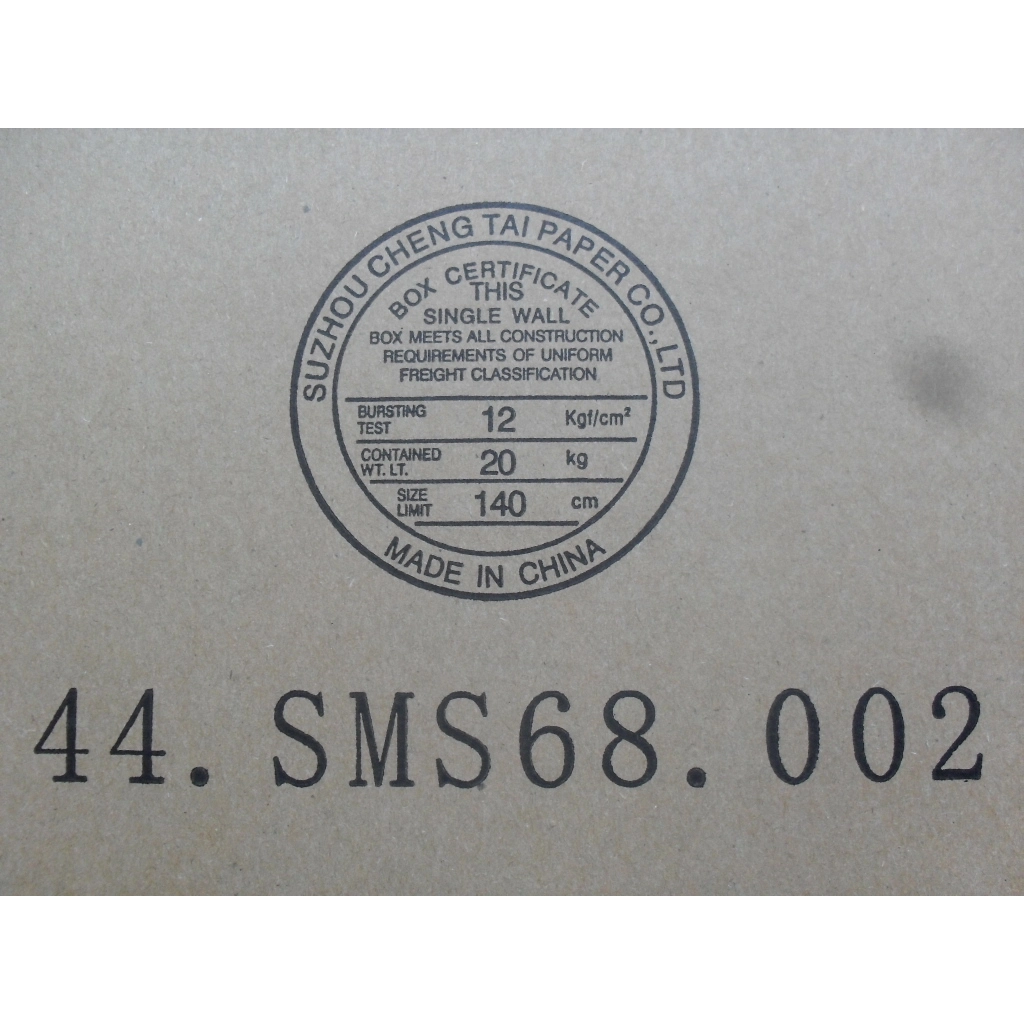 SUZHOU CHENG TAI PAPER CO.,LTD
BOX CERTIFICATE
THIS
SINGLE WALL
BOX MEETS ALL CONSTRUCTION
REQUIREMENTS OF UNIFORM
FREIGHT CLASSIFICATION
BURSTING TEST 12 Kgf/cm²
CONTAINED WT. LT. 20 kg
SIZE LIMIT 140 cm
MADE IN CHINA
44.SMS68.002